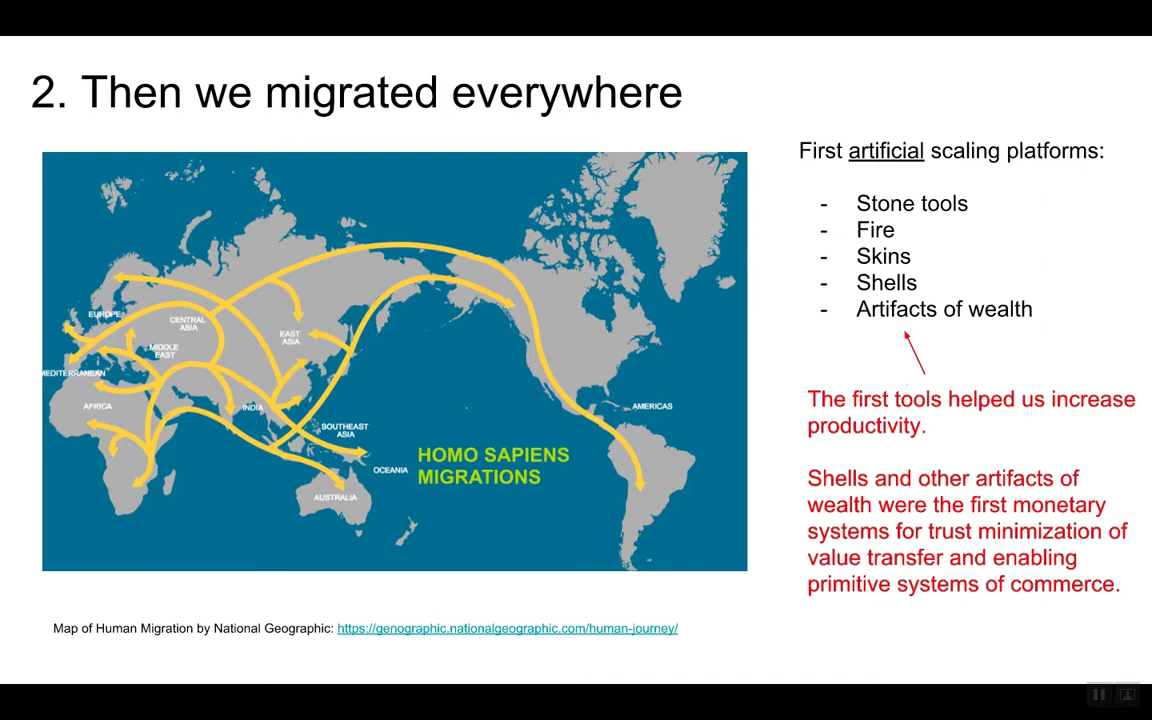 2. Then we migrated everywhere
First artificial scaling platforms:
- Stone tools
- Fire
- Skins
- Shells
- Artifacts of wealth
The first tools helped us increase
productivity.
Shells and other artifacts of
wealth were the first monetary
systems for trust minimization of
value transfer and enabling
primitive systems of commerce.
EUROPE
CENTRAL
ASIA
MIDDLE
EAST
EAST
ASIA
MEDITERRANEAN
AFRICA
INDIA
SOUTHEAST
ASIA
AMERICAS
HOMO SAPIENS
MIGRATIONS
OCEANIA
AUSTRALIA
Map of Human Migration by National Geographic: https://genographic.nationalgeographic.com/human-journey/